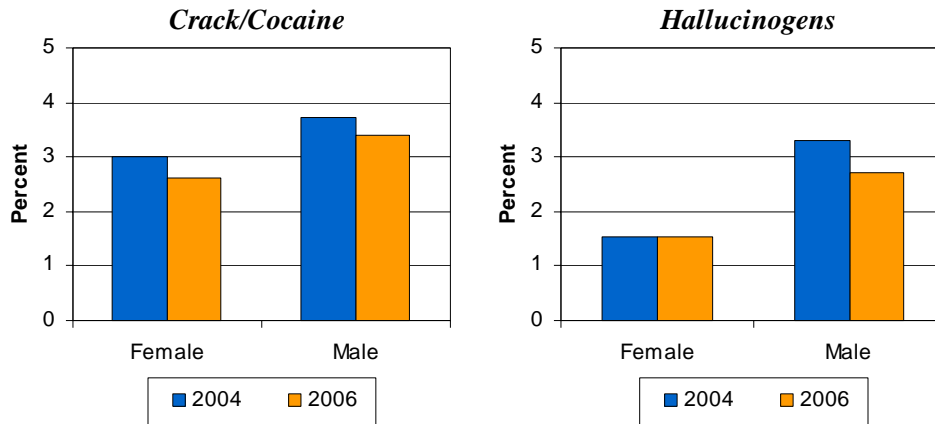 Crack/Cocaine
5
4
3
2
1
0
Percent
Female
Male
2004
2006
Hallucinogens
5
4
3
2
1
0
Percent
Female
Male
2004
2006